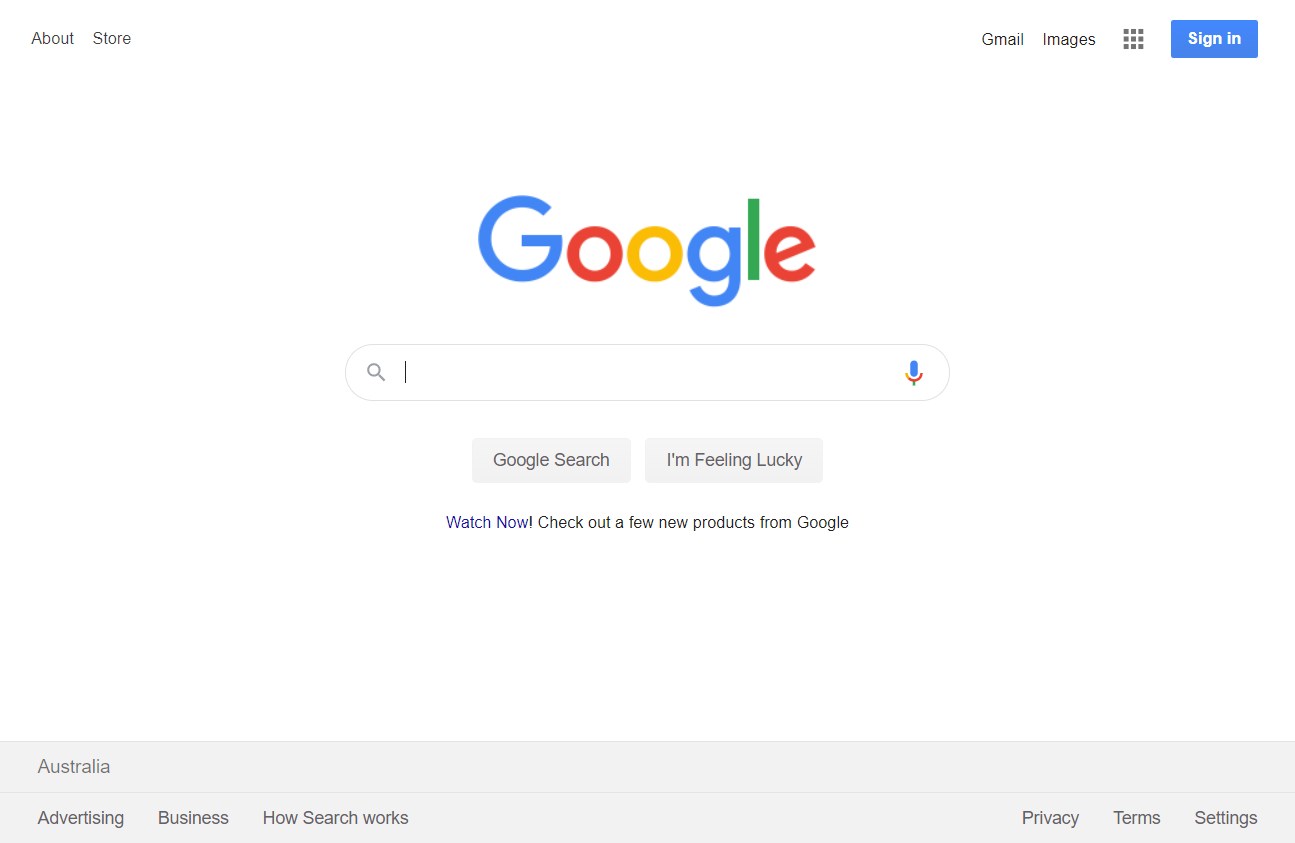 About Store Gmail Images Sign in
Google
Google Search I'm Feeling Lucky
Watch Now! Check out a few new products from Google
Australia
Advertising Business How Search works Privacy Terms Settings